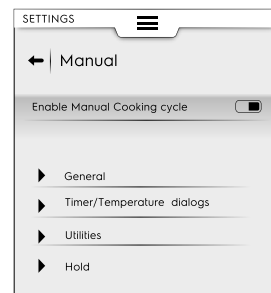 SETTINGS
Manual
Enable Manual Cooking cycle
General
Timer/Temperature dialogs
Utilities
Hold